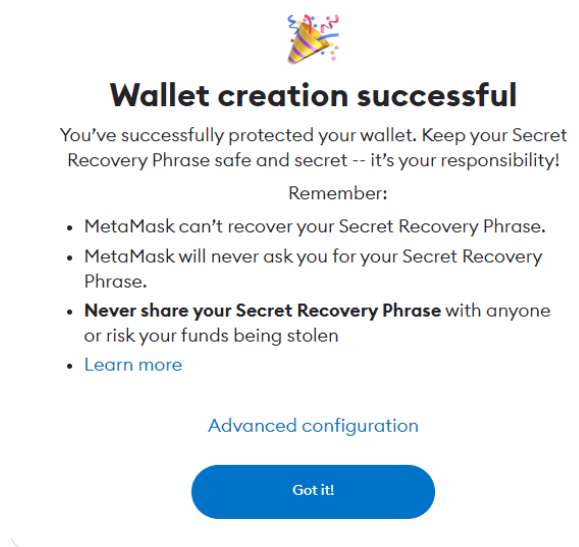 Wallet creation successful
You've successfully protected your wallet. Keep your Secret
Recovery Phrase safe and secret -- it's your responsibility!
Remember:
• MetaMask can't recover your Secret Recovery Phrase.
• MetaMask will never ask you for your Secret Recovery
Phrase.
• Never share your Secret Recovery Phrase with anyone
or risk your funds being stolen
• Learn more
Advanced configuration
Got it!